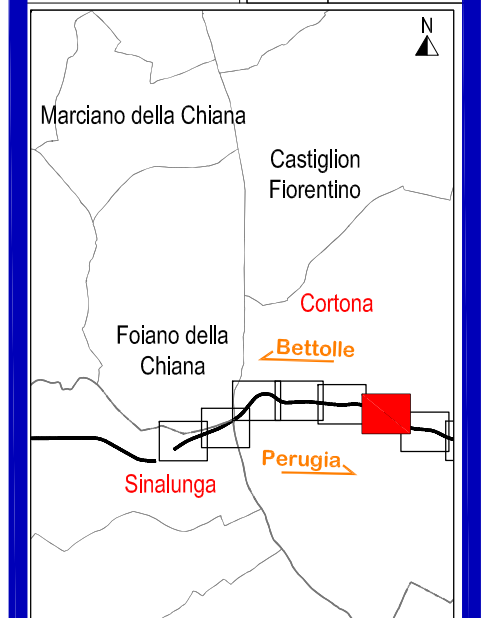 N
Marciano della Chiana
Castiglion
Fiorentino
Cortona
Foiano della
Chiana
Bettolle
Perugia
Sinalunga